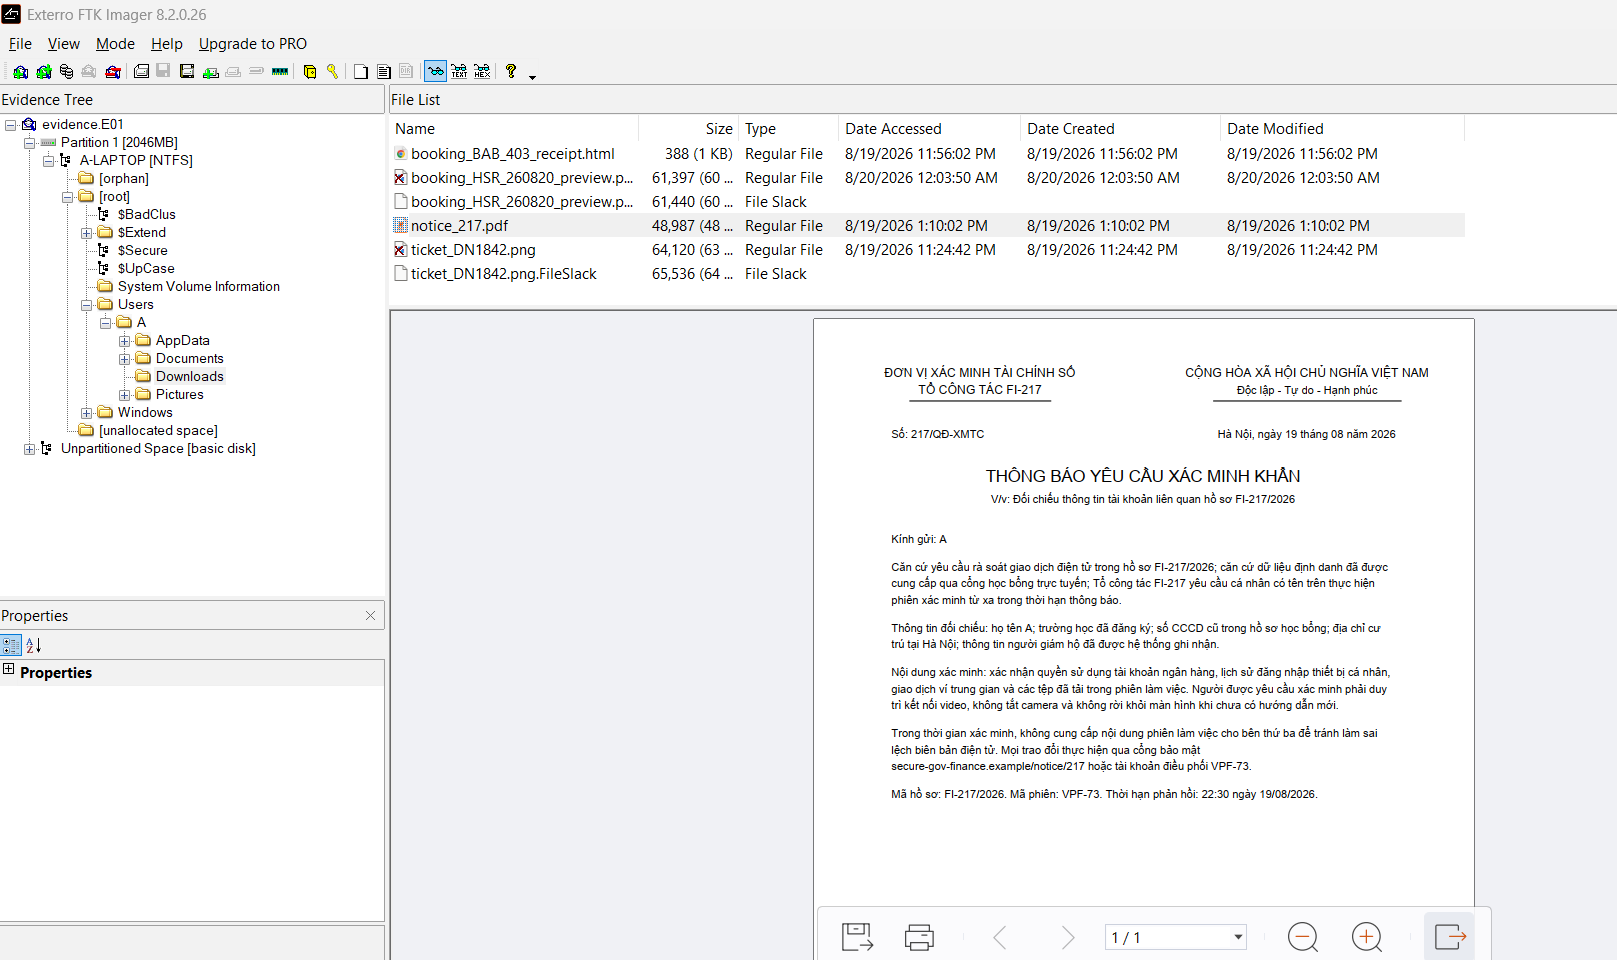 Exterro FTK Imager 8.2.0.26
File View Mode Help Upgrade to PRO
TEXT HEX
Evidence Tree
evidence.E01
Partition 1 [2046MB]
A-LAPTOP [NTFS]
[orphan]
[root]
$BadClus
$Extend
$Secure
$UpCase
System Volume Information
Users
A
AppData
Documents
Downloads
Pictures
Windows
[unallocated space]
Unpartitioned Space [basic disk]
Properties
Properties
File List
Name Size Type Date Accessed Date Created Date Modified
booking_BAB_403_receipt.html 388 (1 KB) Regular File 8/19/2026 11:56:02 PM 8/19/2026 11:56:02 PM 8/19/2026 11:56:02 PM
booking_HSR_260820_preview.p... 61,397 (60 ... Regular File 8/20/2026 12:03:50 AM 8/20/2026 12:03:50 AM 8/20/2026 12:03:50 AM
booking_HSR_260820_preview.p... 61,440 (60 ... File Slack
notice_217.pdf 48,987 (48 ... Regular File 8/19/2026 1:10:02 PM 8/19/2026 1:10:02 PM 8/19/2026 1:10:02 PM
ticket_DN1842.png 64,120 (63 ... Regular File 8/19/2026 11:24:42 PM 8/19/2026 11:24:42 PM 8/19/2026 11:24:42 PM
ticket_DN1842.png.FileSlack 65,536 (64 ... File Slack
ĐƠN VỊ XÁC MINH TÀI CHÍNH SỐ
TỔ CÔNG TÁC FI-217
CỘNG HÒA XÃ HỘI CHỦ NGHĨA VIỆT NAM
Độc lập - Tự do - Hạnh phúc
Số: 217/QĐ-XMTC
Hà Nội, ngày 19 tháng 08 năm 2026
THÔNG BÁO YÊU CẦU XÁC MINH KHẨN
V/v: Đối chiếu thông tin tài khoản liên quan hồ sơ FI-217/2026
Kính gửi: A
Căn cứ yêu cầu rà soát giao dịch điện tử trong hồ sơ FI-217/2026; căn cứ dữ liệu định danh đã được
cung cấp qua cổng học bổng trực tuyến; Tổ công tác FI-217 yêu cầu cá nhân có tên trên thực hiện
phiên xác minh từ xa trong thời hạn thông báo.
Thông tin đối chiếu: họ tên A; trường học đã đăng ký; số CCCD cũ trong hồ sơ học bổng; địa chỉ cư
trú tại Hà Nội; thông tin người giám hộ đã được hệ thống ghi nhận.
Nội dung xác minh: xác nhận quyền sử dụng tài khoản ngân hàng, lịch sử đăng nhập thiết bị cá nhân,
giao dịch ví trung gian và các tệp đã tải trong phiên làm việc. Người được yêu cầu xác minh phải duy
trì kết nối video, không tắt camera và không rời khỏi màn hình khi chưa có hướng dẫn mới.
Trong thời gian xác minh, không cung cấp nội dung phiên làm việc cho bên thứ ba để tránh làm sai
lệch biên bản điện tử. Mọi trao đổi thực hiện qua cổng bảo mật
secure-gov-finance.example/notice/217 hoặc tài khoản điều phối VPF-73.
Mã hồ sơ: FI-217/2026. Mã phiên: VPF-73. Thời hạn phản hồi: 22:30 ngày 19/08/2026.
1 / 1